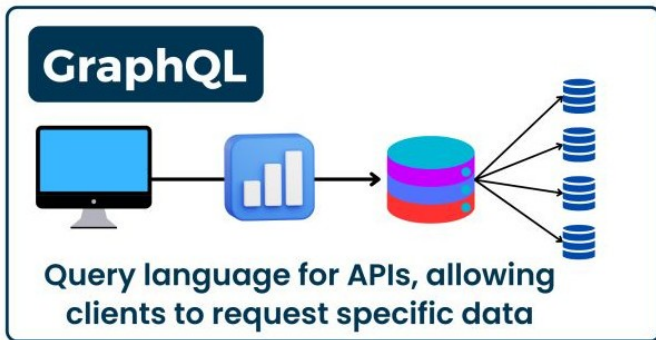 GraphQL
Query language for APIs, allowing
clients to request specific data